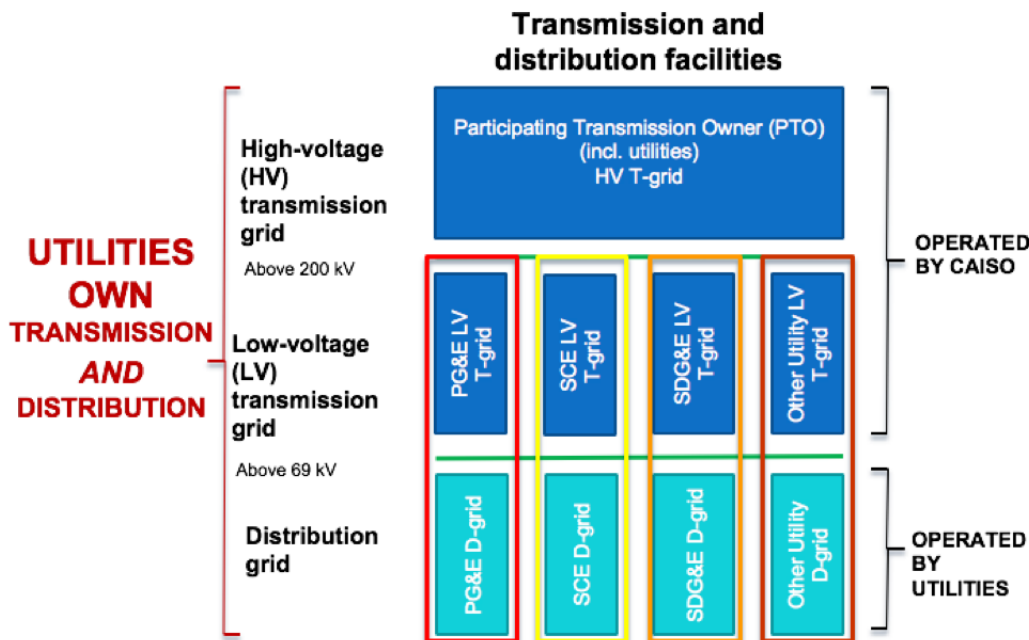 Transmission and
distribution facilities
UTILITIES
OWN
TRANSMISSION
AND
DISTRIBUTION
High-voltage
(HV)
transmission
grid
Above 200 kV
Low-voltage
(LV)
transmission
grid
Above 69 kV
Distribution
grid
Participating Transmission Owner (PTO)
(incl. utilities)
HV T-grid
PG&E LV
T-grid
SCE LV
T-grid
SDG&E LV
T-grid
Other Utility LV
T-grid
PG&E D-grid
SCE D-grid
SDG&E D-grid
Other Utility
D-grid
OPERATED
BY CAISO
OPERATED
BY
UTILITIES